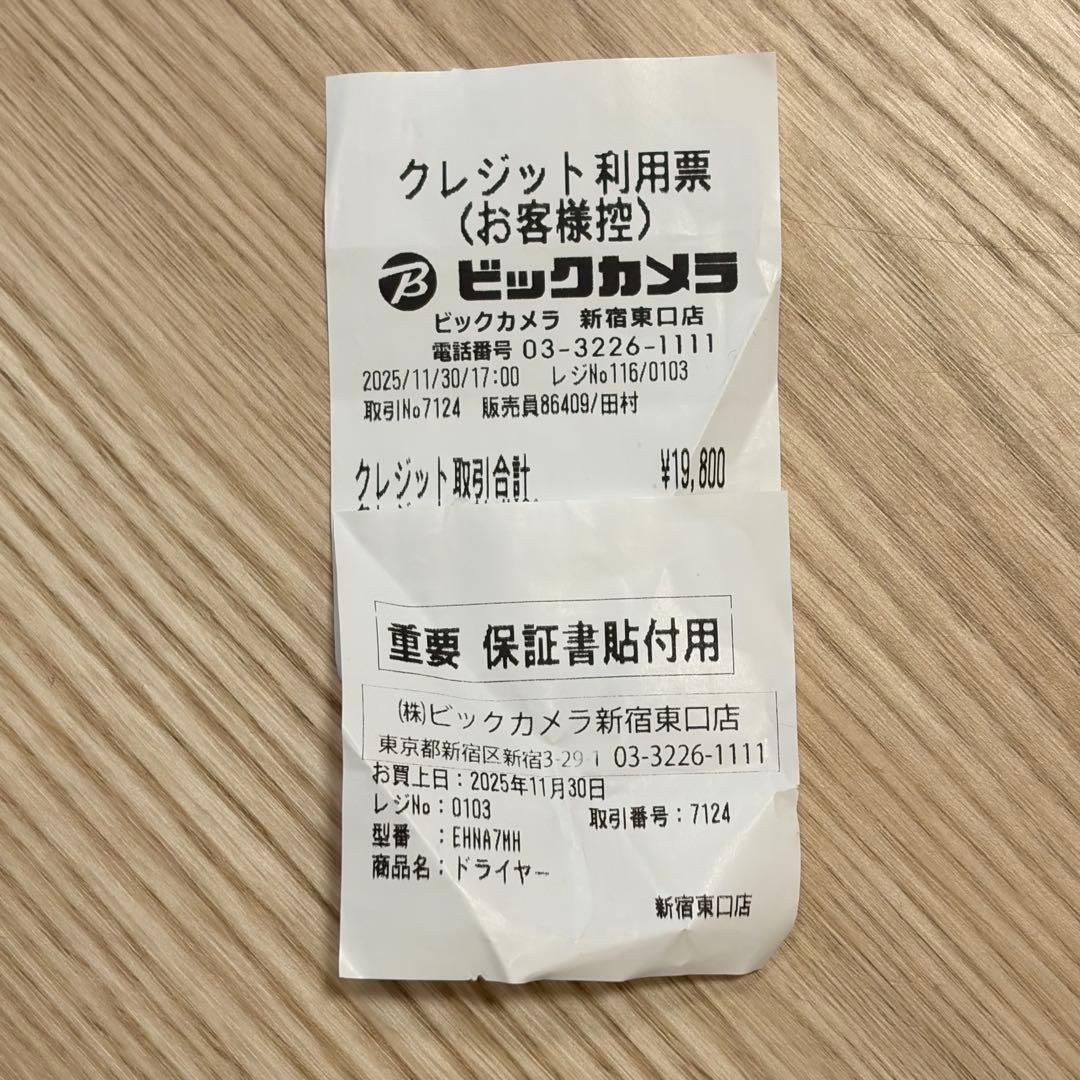 クレジット利用票
(お客様控)
B ビックカメラ
ビックカメラ 新宿東口店
電話番号 03-3226-1111
2025/11/30/17:00 レジNo116/0103
取引No7124 販売員86409/田村
クレジット取引合計 ¥19,800
重要 保証書貼付用
(株)ビックカメラ新宿東口店
東京都新宿区新宿3-29-1 03-3226-1111
お買上日:2025年11月30日
レジNo:0103 取引番号:7124
型番 :EHNA7MH
商品名:ドライヤー
新宿東口店